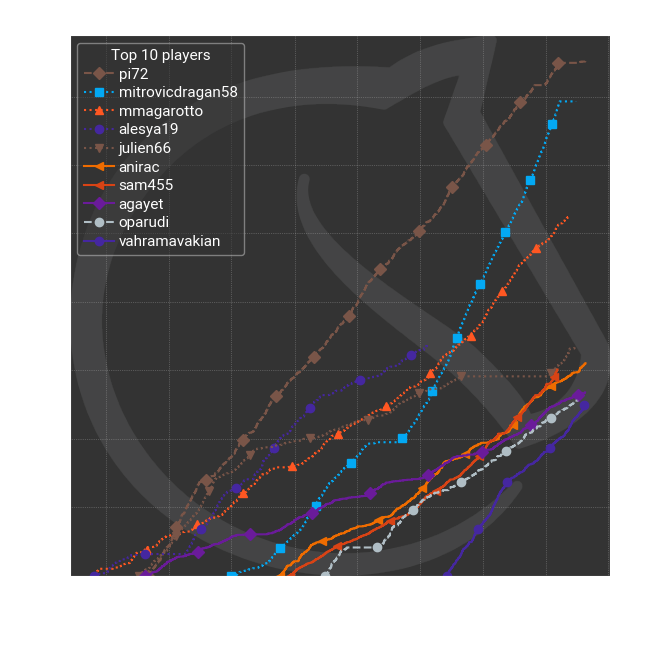 Top 10 players
pi72
mitrovicdragan58
mmagarotto
alesya19
julien66
anirac
sam455
agayet
oparudi
vahramavakian